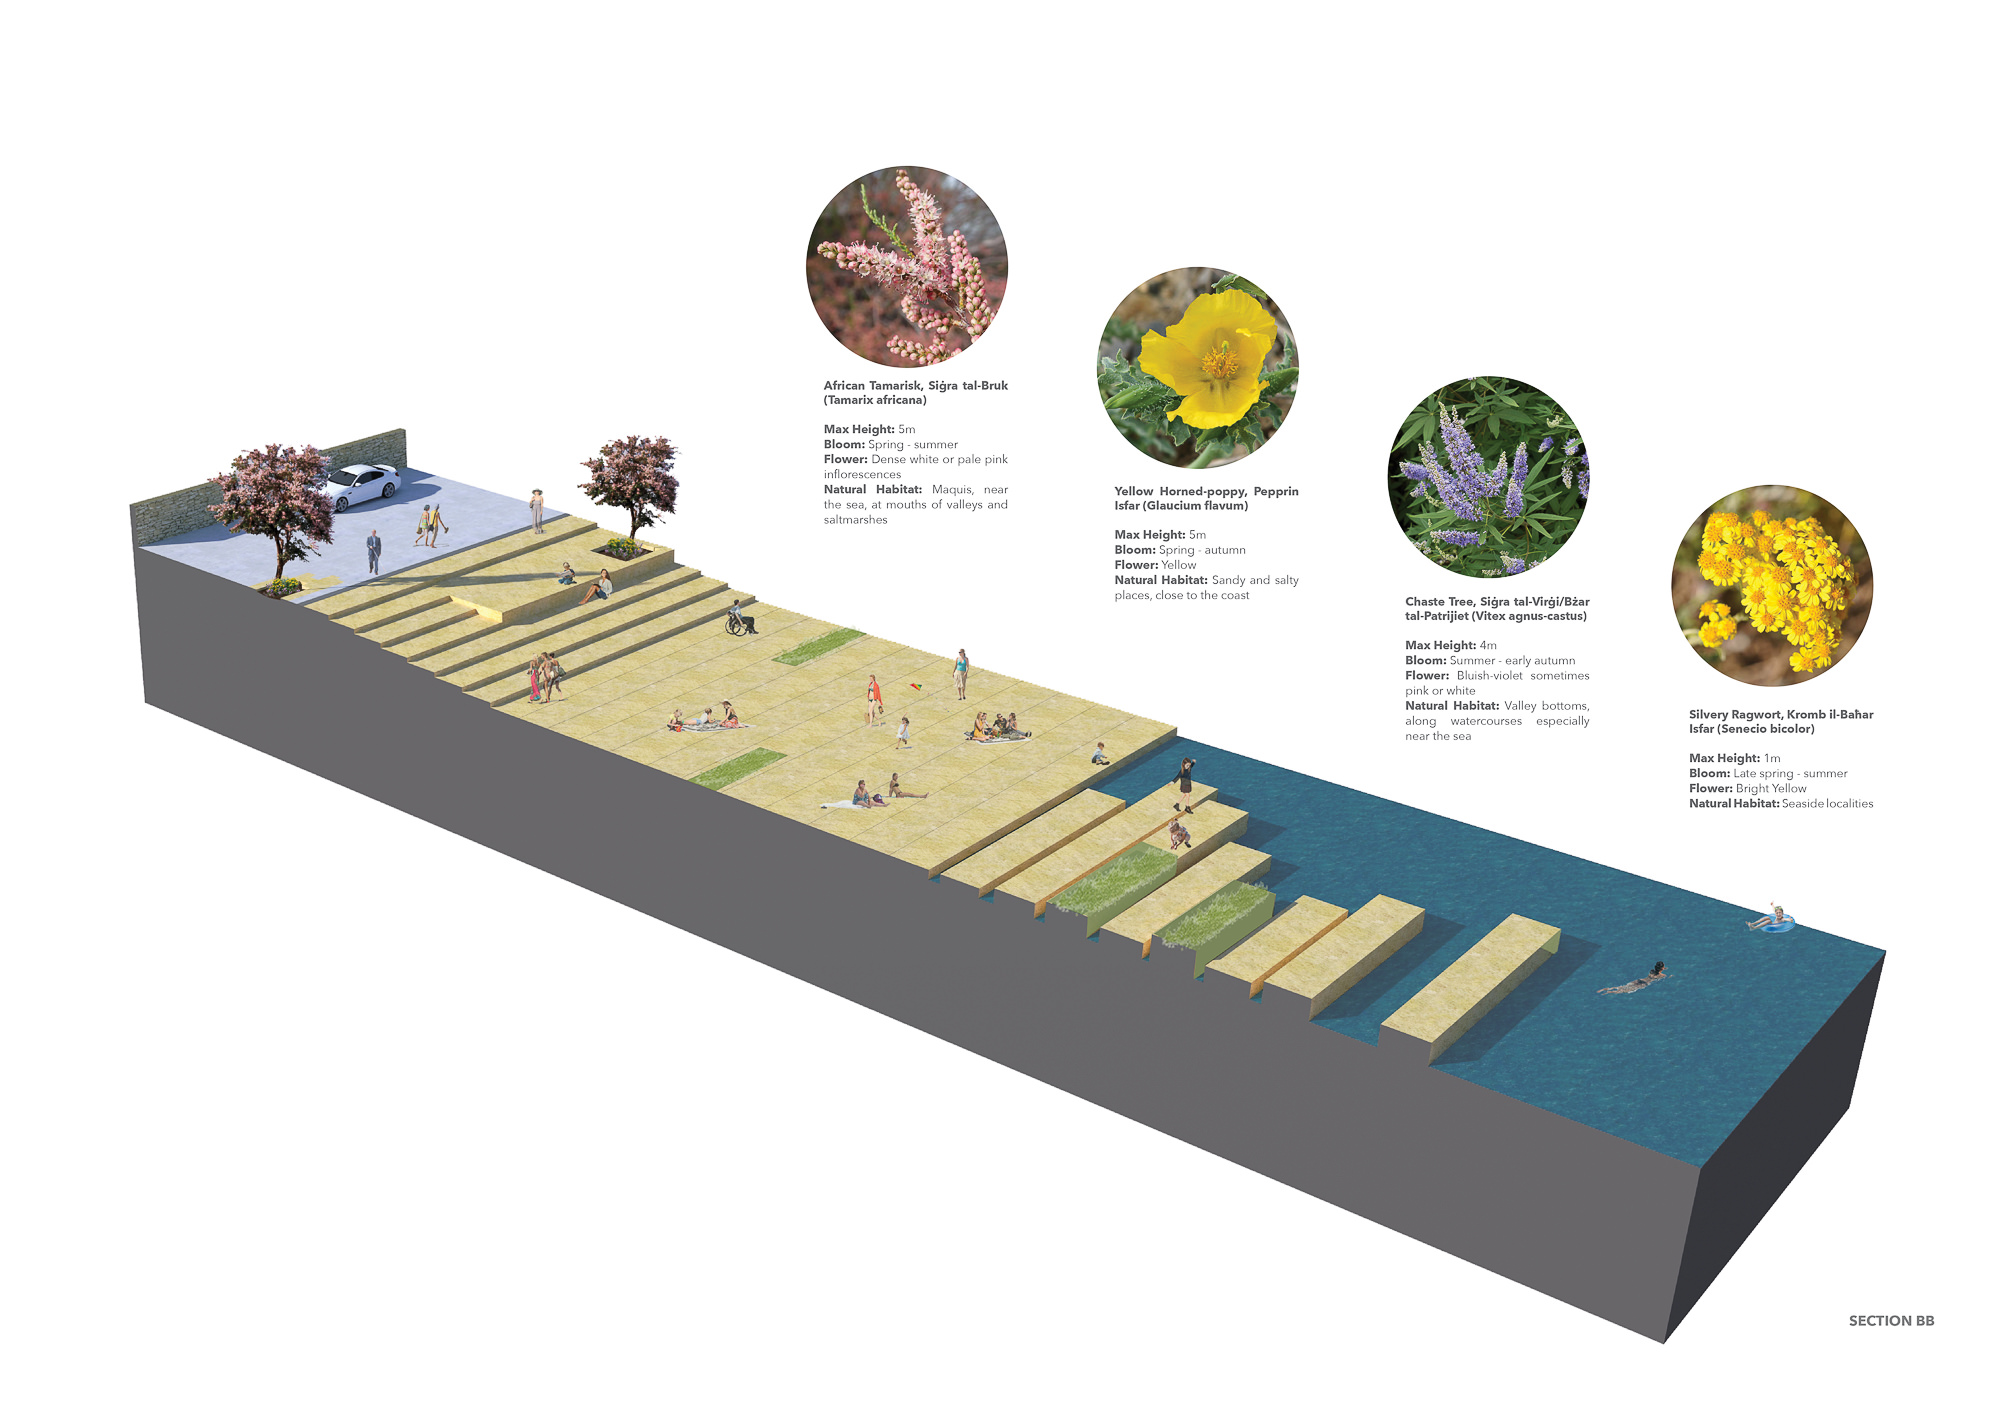 African Tamarisk, Siġra tal-Bruk
(Tamarix africana)
Max Height: 5m
Bloom: Spring - summer
Flower: Dense white or pale pink
inflorescences
Natural Habitat: Maquis, near
the sea, at mouths of valleys and
saltmarshes
Yellow Horned-poppy, Pepprin
Isfar (Glaucium flavum)
Max Height: 5m
Bloom: Spring - autumn
Flower: Yellow
Natural Habitat: Sandy and salty
places, close to the coast
Chaste Tree, Siġra tal-Virġi/Bżar
tal-Patrijiet (Vitex agnus-castus)
Max Height: 4m
Bloom: Summer - early autumn
Flower: Bluish-violet sometimes
pink or white
Natural Habitat: Valley bottoms,
along watercourses especially
near the sea
Silvery Ragwort, Kromb il-Baħar
Isfar (Senecio bicolor)
Max Height: 1m
Bloom: Late spring - summer
Flower: Bright Yellow
Natural Habitat: Seaside localities
SECTION BB